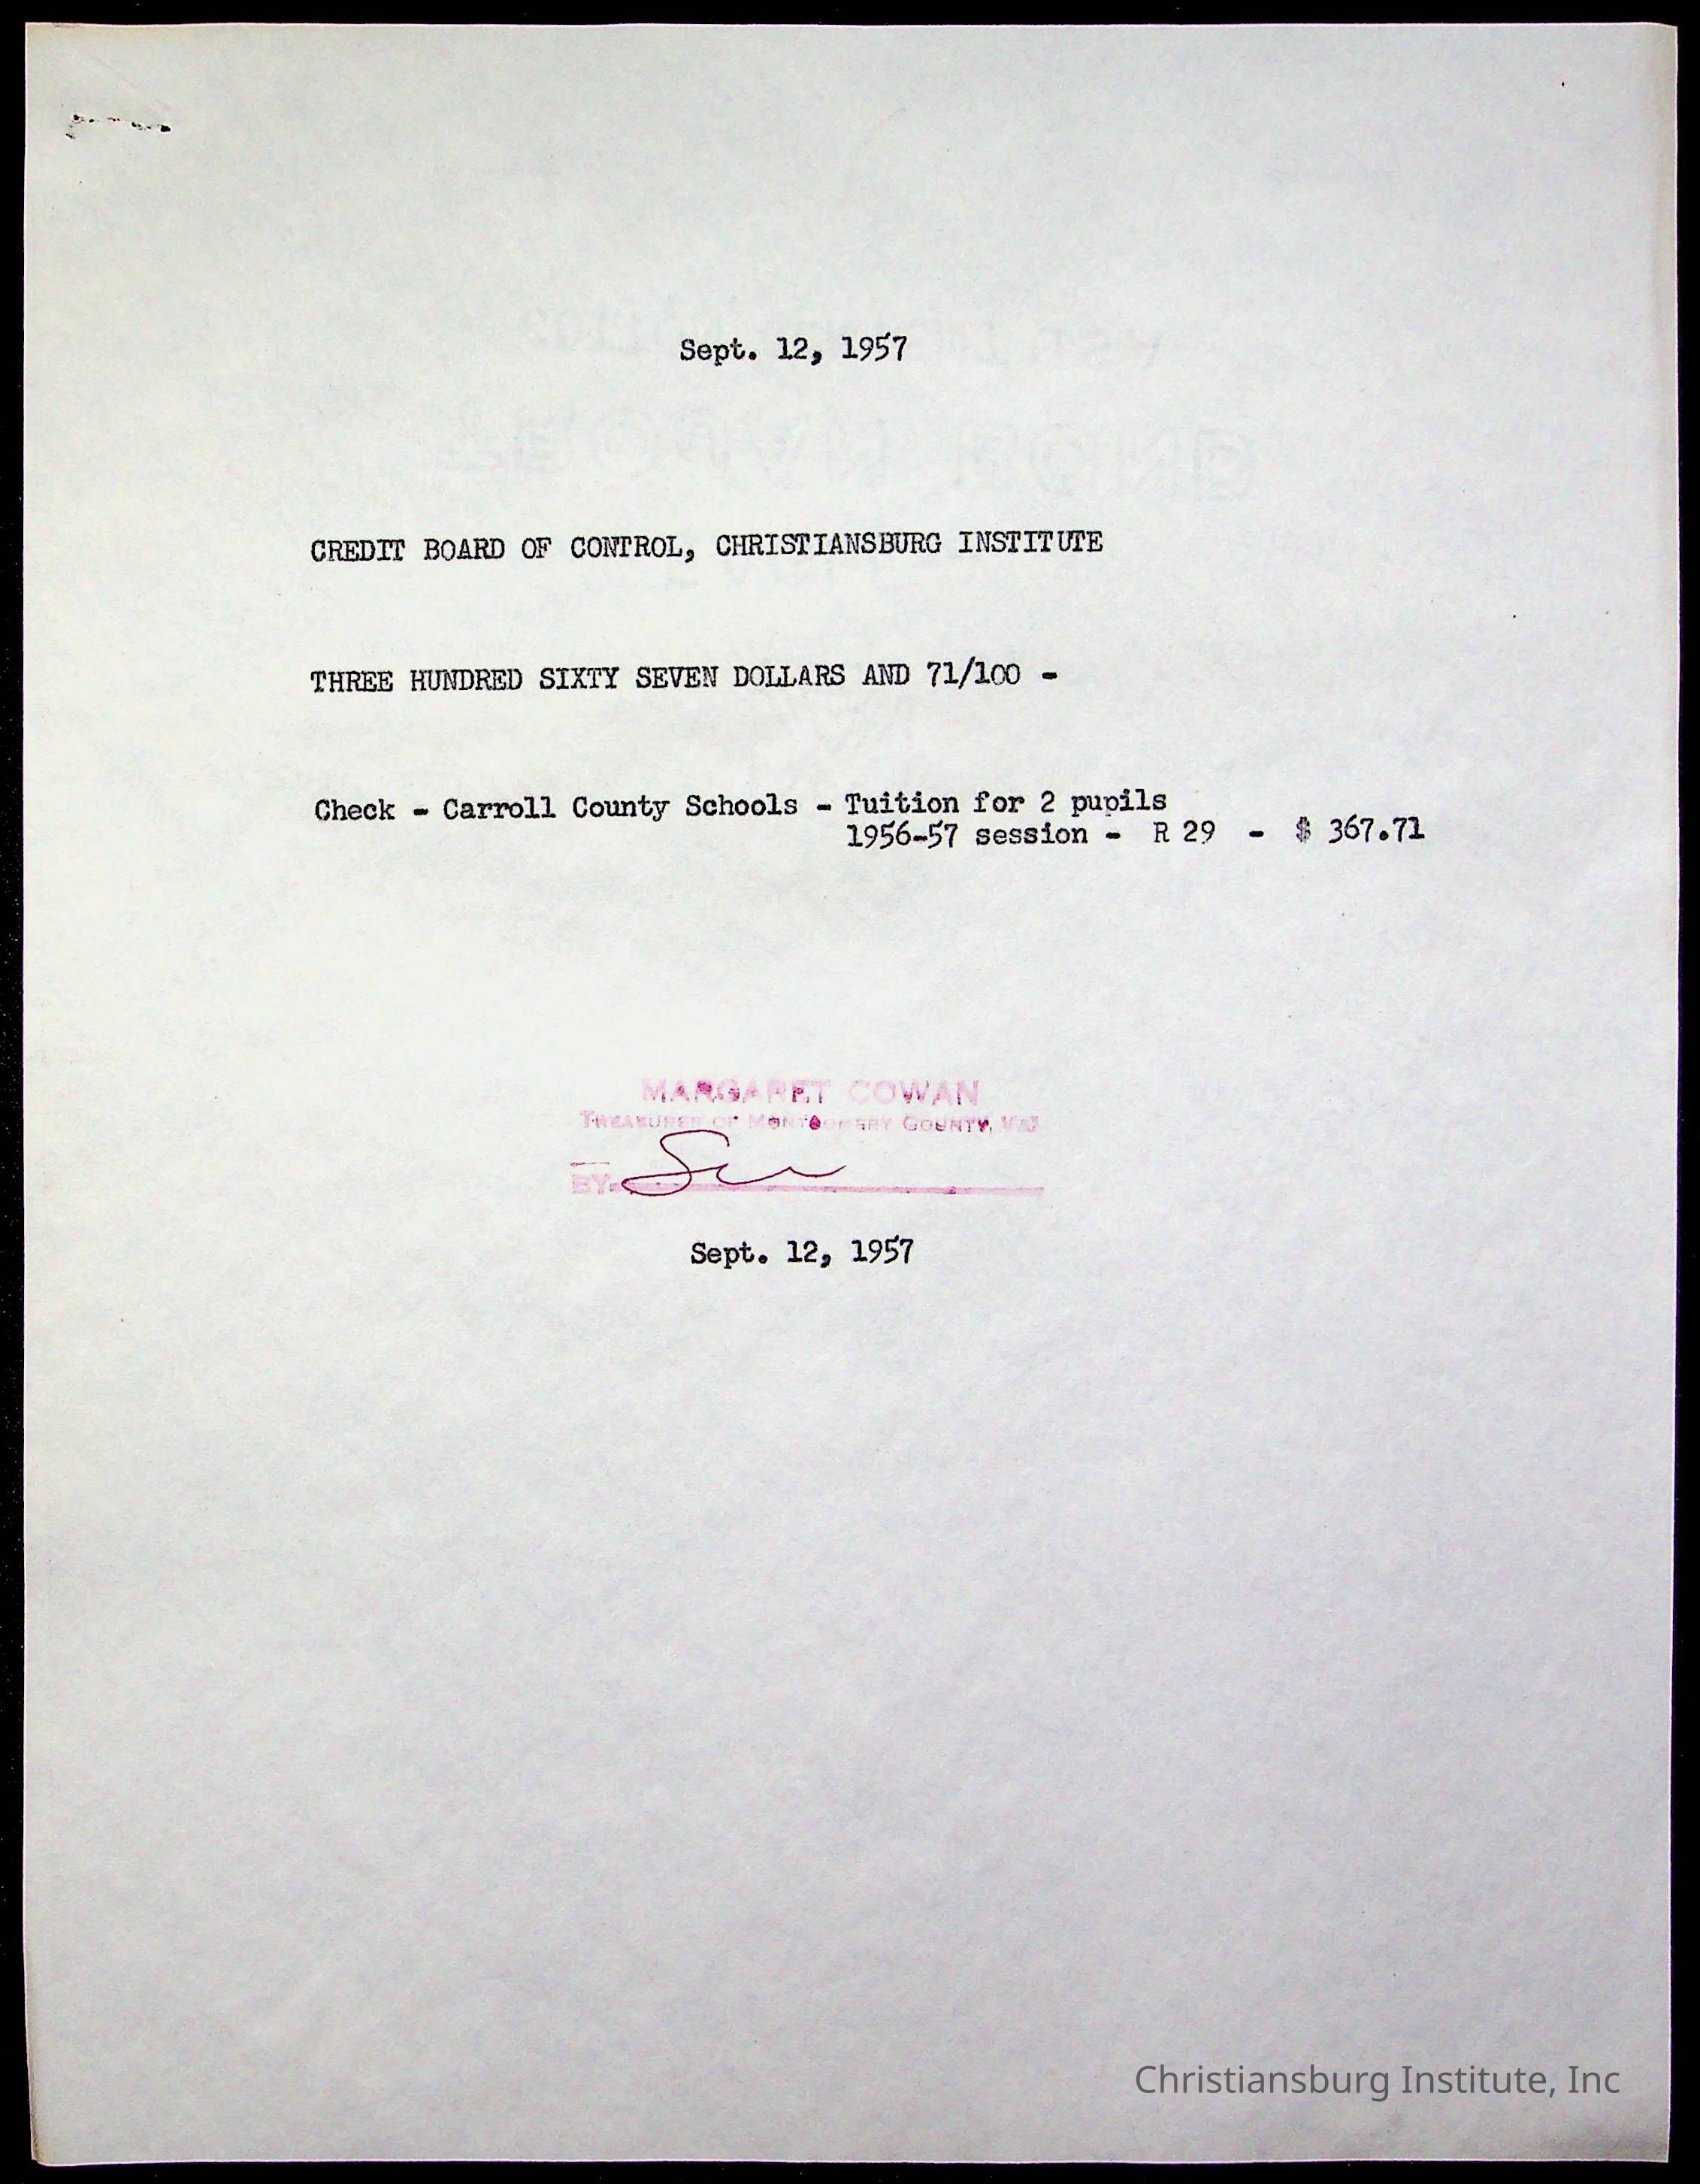 Sept. 12, 1957
CREDIT BOARD OF CONTROL, CHRISTIANSBURG INSTITUTE
THREE HUNDRED SIXTY SEVEN DOLLARS AND 71/100 -
Check - Carroll County Schools - Tuition for 2 pupils
1956-57 session - R 29 - $ 367.71
MARGARET COWAN
TREASURER OF MONTGOMERY COUNTY, VA.
BY
Sept. 12, 1957
Christiansburg Institute, Inc